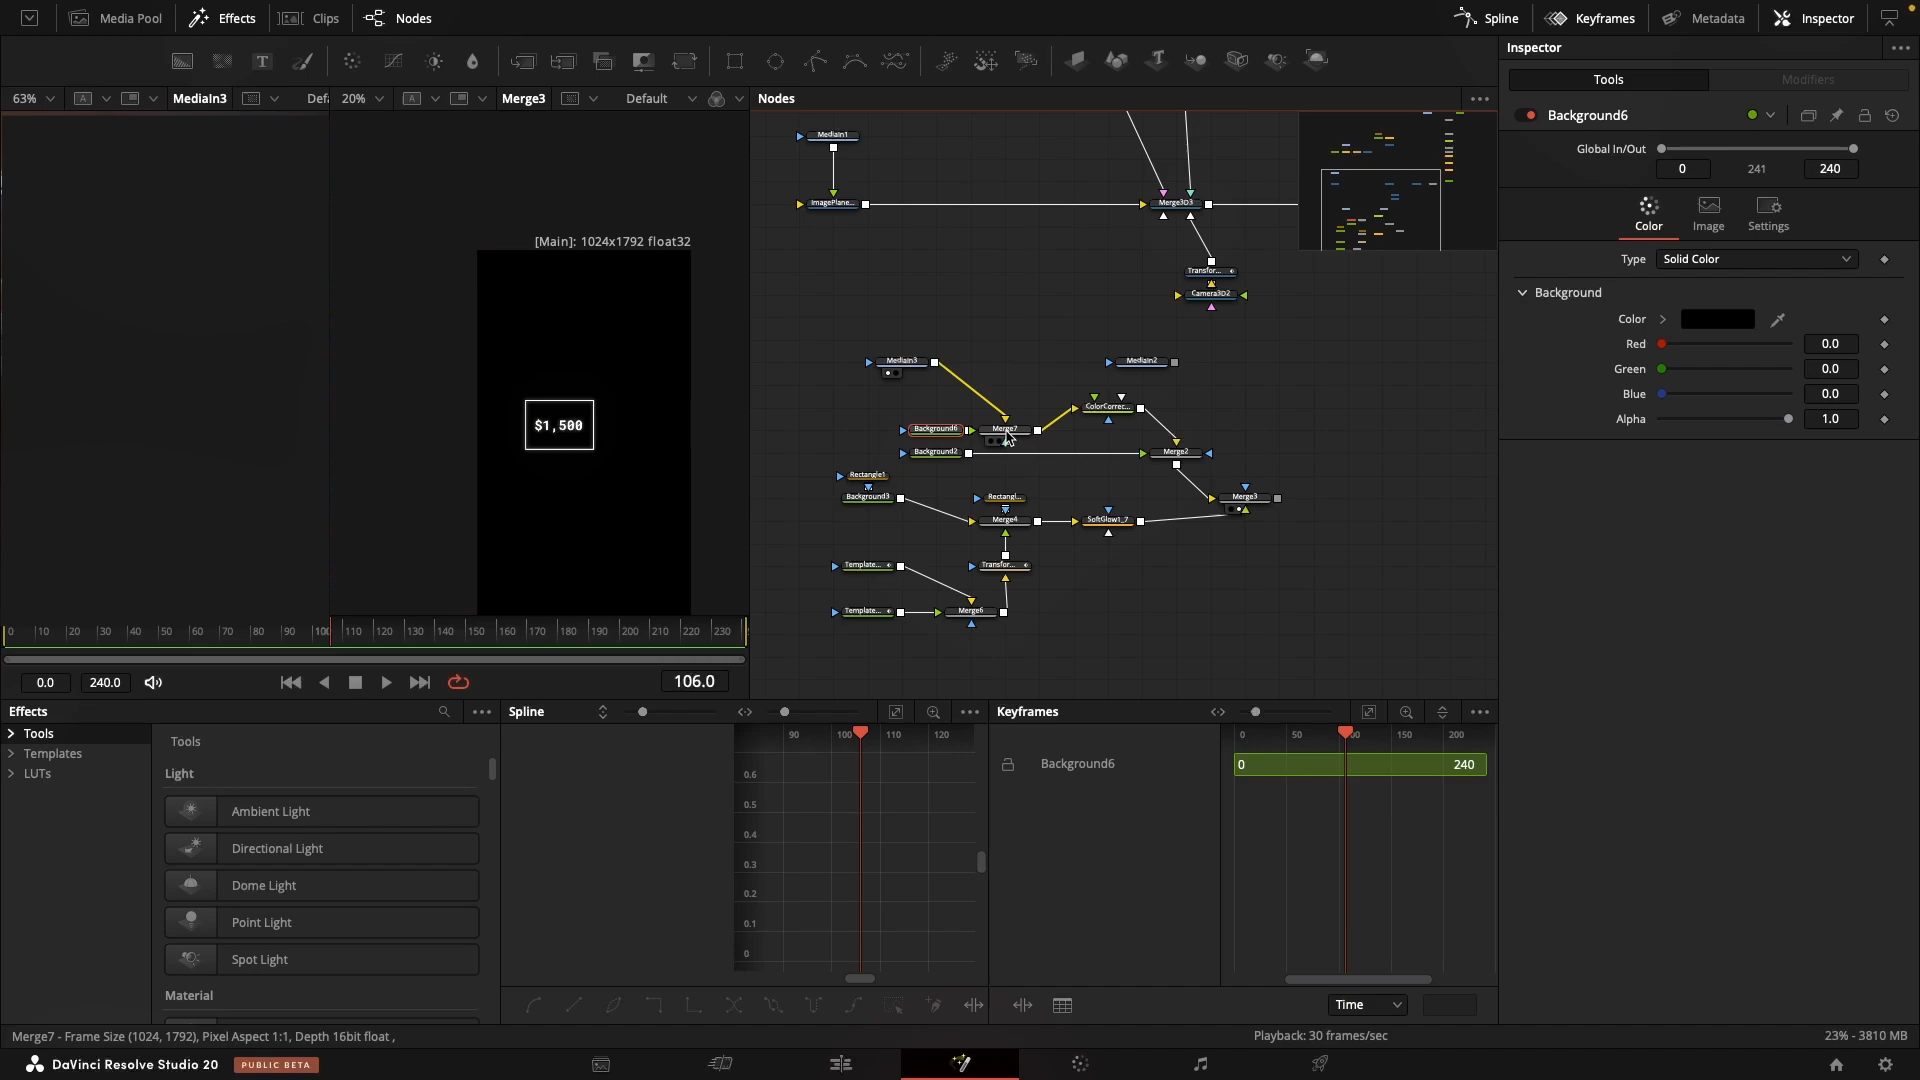 Media Pool
Effects
Clips
Nodes
Spline
Keyframes
Metadata
Inspector
Inspector
63%
MediaIn3
Def
20%
Merge3
Default
Nodes
Tools
Modifiers
Background6
Global In/Out
0
241
240
Color
Image
Settings
Type
Solid Color
Background
Color
Red
0.0
Green
0.0
Blue
0.0
Alpha
1.0
[Main]: 1024x1792 float32
$1,500
MediaIn1
ImagePlane...
Merge3D3
Transfor...
Camera3D2
MediaIn3
MediaIn2
ColorCorrec...
Background6
Merge7
Background2
Merge2
Rectangle1
Background3
Rectangl...
Merge3
Merge4
SoftGlow1_7
Template...
Transfor...
Template...
Merge6
0 10 20 30 40 50 60 70 80 90 100 110 120 130 140 150 160 170 180 190 200 210 220 230
0.0
240.0
106.0
Effects
Tools
Templates
LUTs
Tools
Light
Ambient Light
Directional Light
Dome Light
Point Light
Spot Light
Material
Spline
90 100 110 120
0.6
0.5
0.4
0.3
0.2
0.1
0
Keyframes
0 50 00 150 200
Background6
0
240
Time
Merge7 - Frame Size (1024, 1792), Pixel Aspect 1:1, Depth 16bit float ,
Playback: 30 frames/sec
23% - 3810 MB
DaVinci Resolve Studio 20
PUBLIC BETA